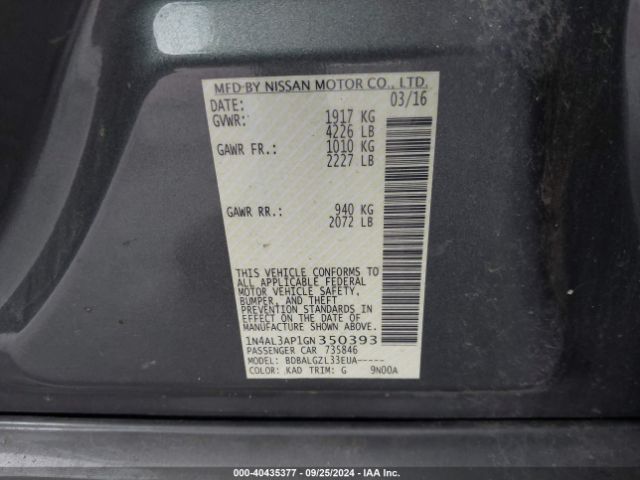 MFD BY NISSAN MOTOR CO., LTD.
DATE: 03/16
GVWR: 1917 KG
4226 LB
GAWR FR.: 1010 KG
2227 LB
GAWR RR.: 940 KG
2072 LB
THIS VEHICLE CONFORMS TO
ALL APPLICABLE FEDERAL
MOTOR VEHICLE SAFETY,
BUMPER, AND THEFT
PREVENTION STANDARDS IN
EFFECT ON THE DATE OF
MANUFACTURE SHOWN ABOVE.
1N4AL3AP1GN350393
PASSENGER CAR 735846
MODEL: BDBALGZL33EUA-----
COLOR: KAD TRIM: G 9N00A
000-40435377 - 09/25/2024 - IAA Inc.